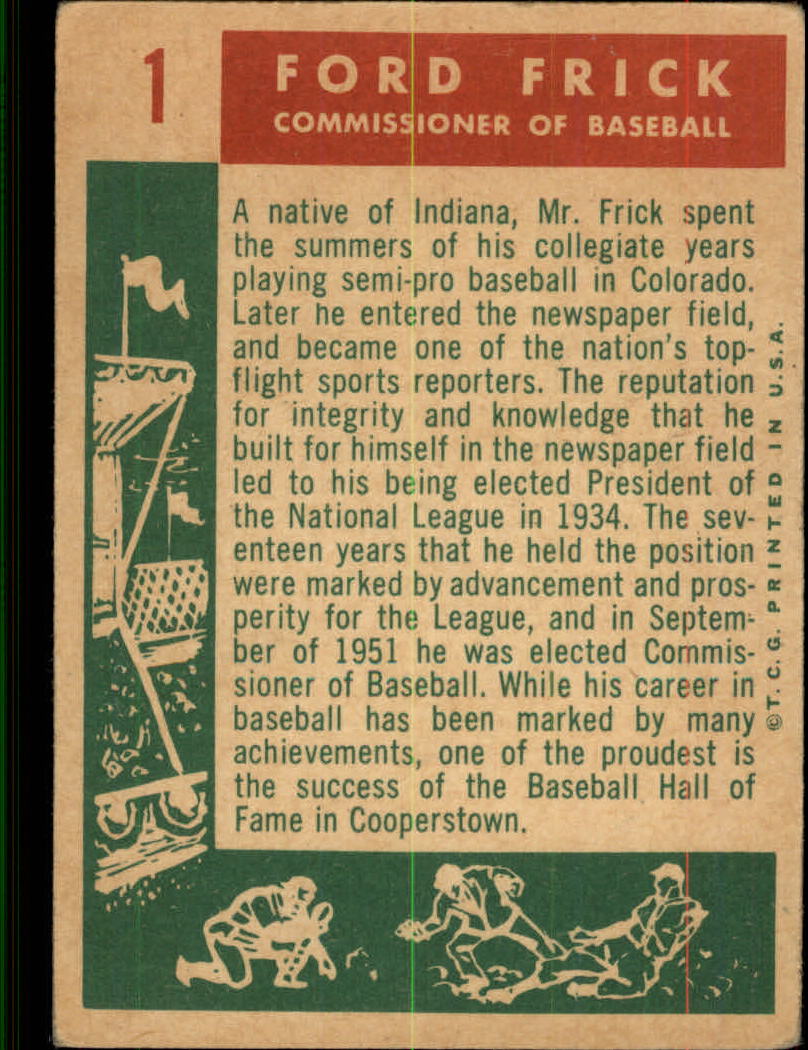 1
FORD FRICK
COMMISSIONER OF BASEBALL
A native of Indiana, Mr. Frick spent
the summers of his collegiate years
playing semi-pro baseball in Colorado.
Later he entered the newspaper field,
and became one of the nation's top-
flight sports reporters. The reputation
for integrity and knowledge that he
built for himself in the newspaper field
led to his being elected President of
the National League in 1934. The sev-
enteen years that he held the position
were marked by advancement and pros-
perity for the League, and in Septem-
ber of 1951 he was elected Commis-
sioner of Baseball. While his career in
baseball has been marked by many
achievements, one of the proudest is
the success of the Baseball Hall of
Fame in Cooperstown.
©T.C.G. PRINTED IN U.S.A.